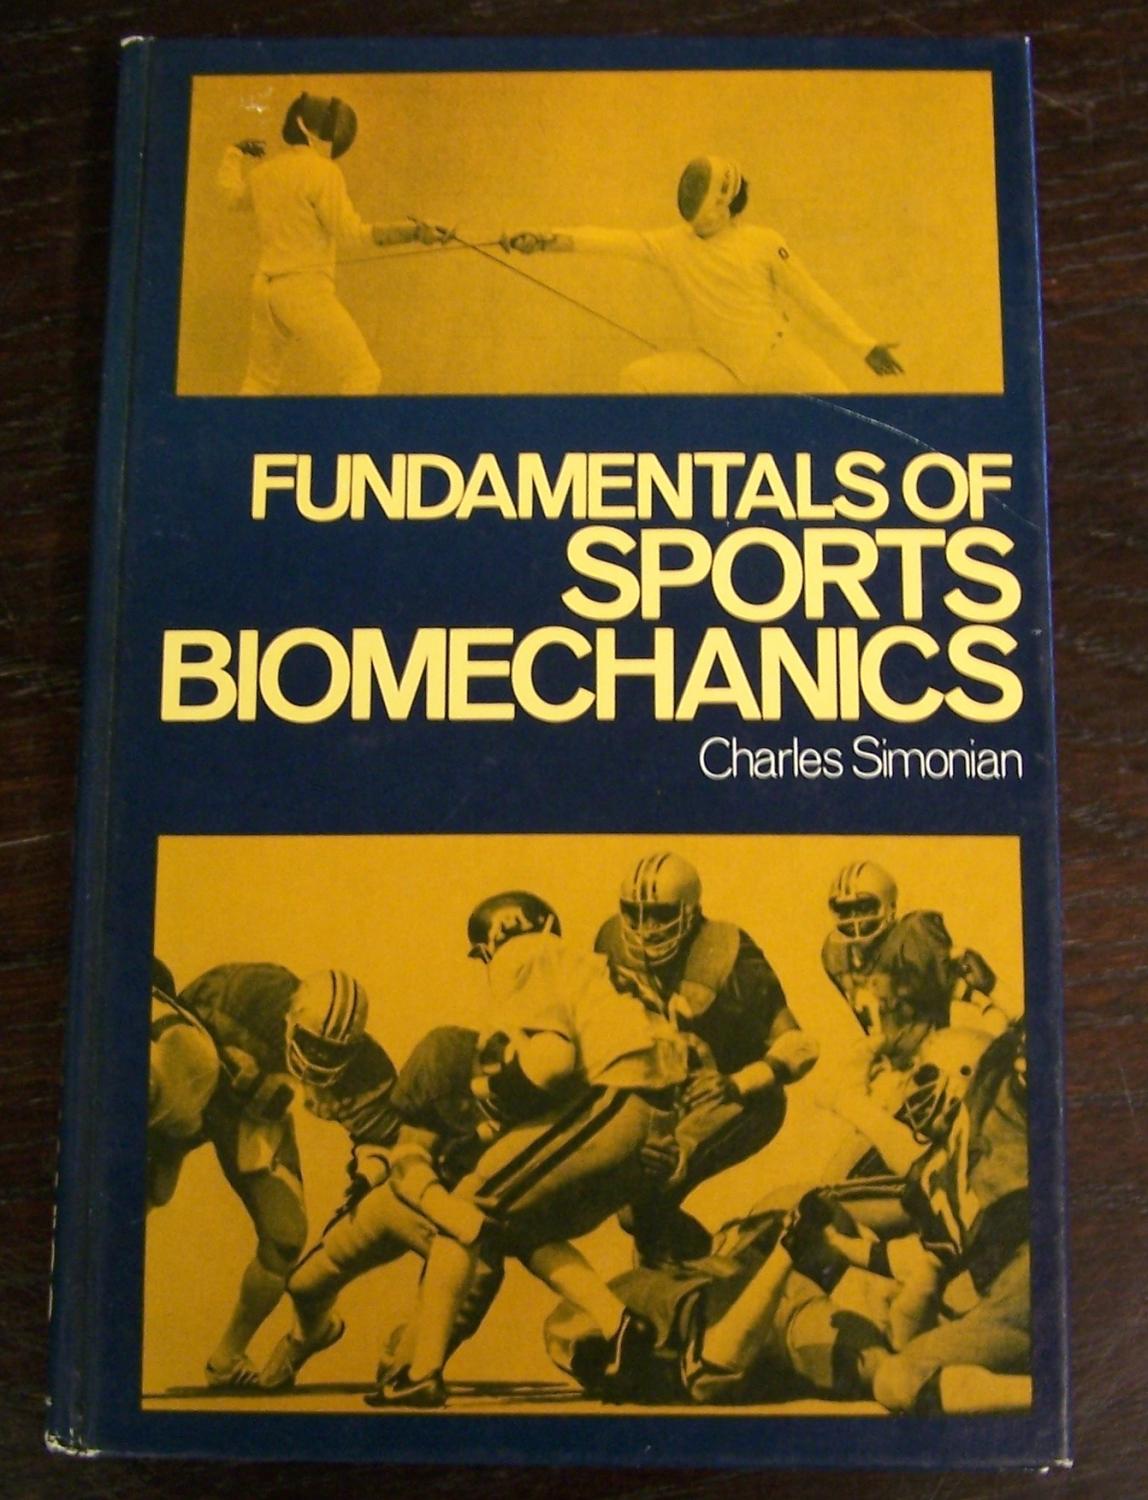 FUNDAMENTALS OF
SPORTS
BIOMECHANICS
Charles Simonian